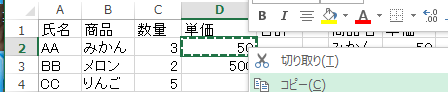 B I
A B C D
1 氏名 商品 数量 単価
2 AA みかん 3 50
3 BB メロン 2 500
4 CC りんご 5
切り取り(T)
コピー(C)